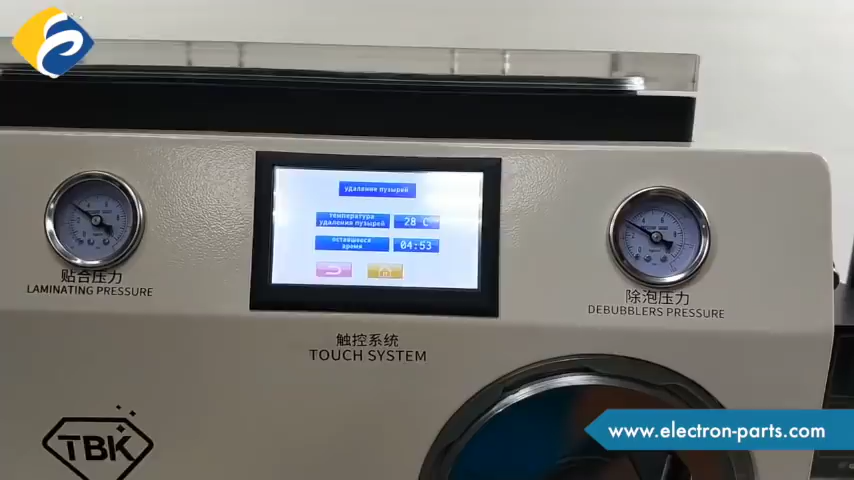 удаление пузырей
температура
удаления пузырей
28 C
оставшееся
время
04:53
贴合压力
LAMINATING PRESSURE
除泡压力
DEBUBBLERS PRESSURE
触控系统
TOUCH SYSTEM
TBK
www.electron-parts.com